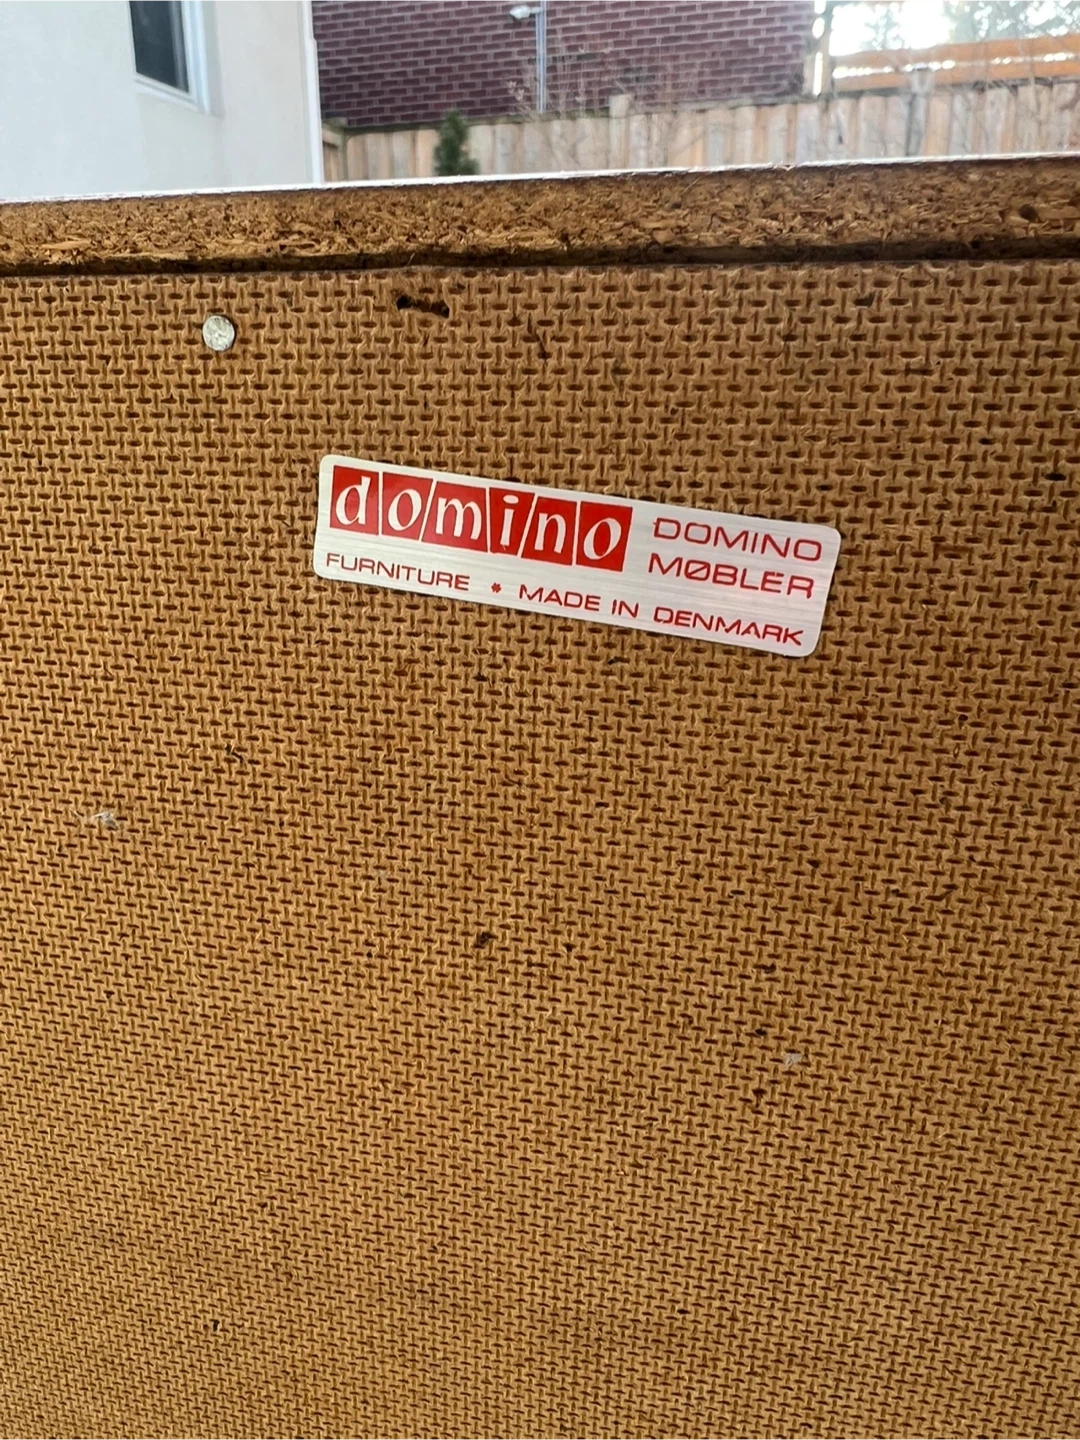 domino
DOMINO
MØBLER
FURNITURE * MADE IN DENMARK